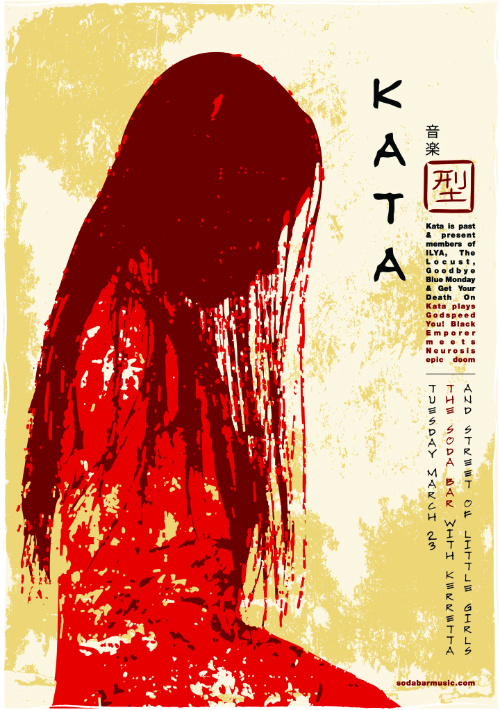 KATA
音楽
型
Kata is past
& present
members of
ILYA, The
Locust,
Goodbye
Blue Monday
& Get Your
Death On
Kata plays
Godspeed
You! Black
Emporer
meets
Neurosis
epic doom
TUESDAY MARCH 23
THE SODA BAR WITH KERRETTA
AND STREET OF LITTLE GIRLS
sodabarmusic.com